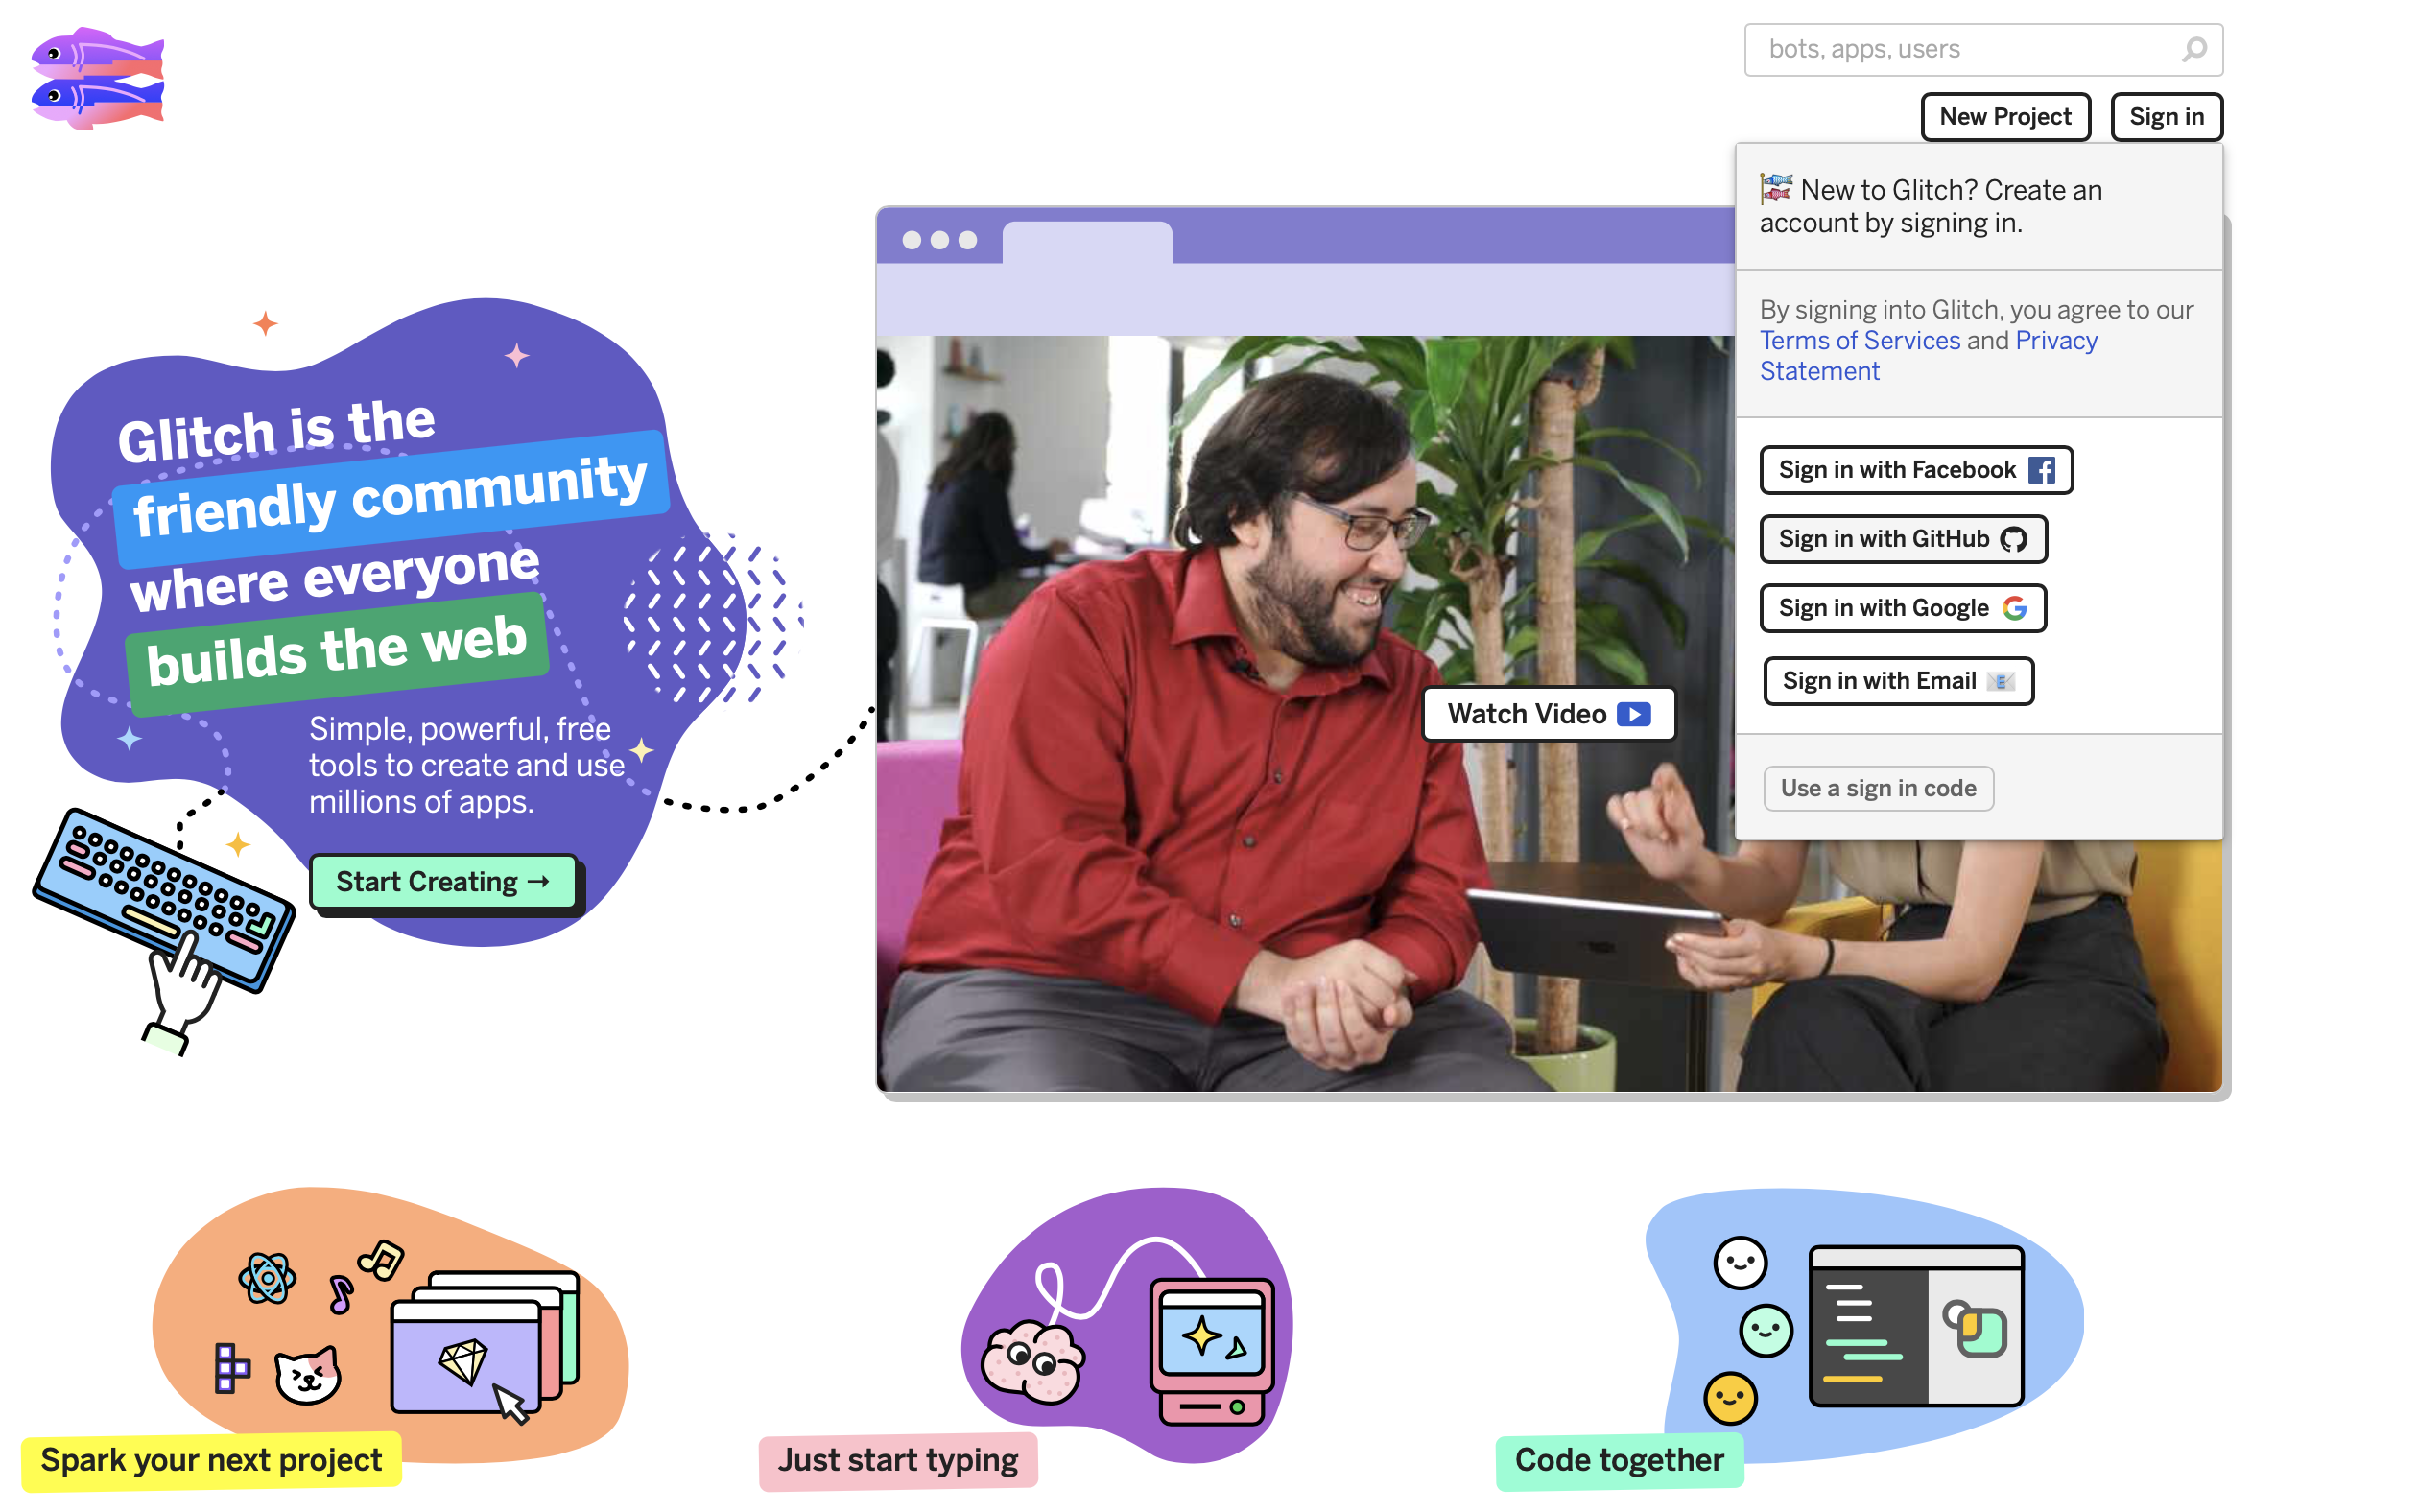 bots, apps, users
New Project
Sign in
New to Glitch? Create an
account by signing in.
By signing into Glitch, you agree to our
Terms of Services and Privacy
Statement
Sign in with Facebook
Sign in with GitHub
Sign in with Google
Sign in with Email
Use a sign in code
Glitch is the
friendly community
where everyone
builds the web
Simple, powerful, free
tools to create and use
millions of apps.
Start Creating →
Watch Video
Spark your next project
Just start typing
Code together